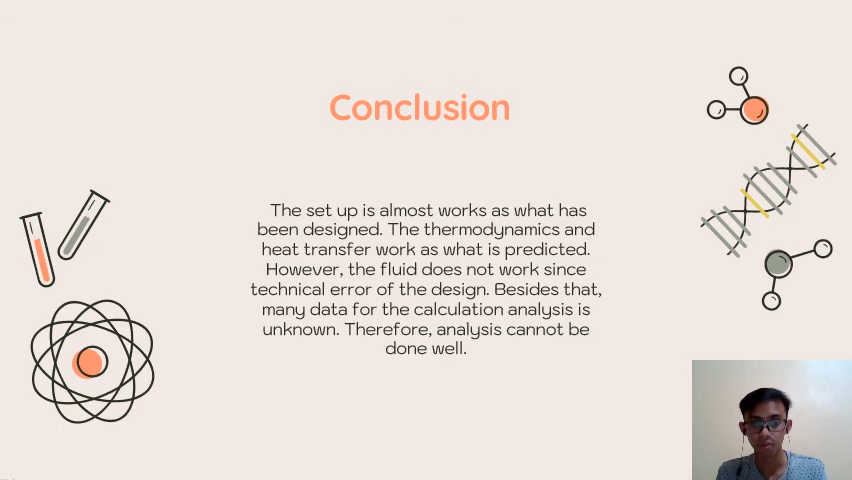 Conclusion
The set up is almost works as what has
been designed. The thermodynamics and
heat transfer work as what is predicted.
However, the fluid does not work since
technical error of the design. Besides that,
many data for the calculation analysis is
unknown. Therefore, analysis cannot be
done well.